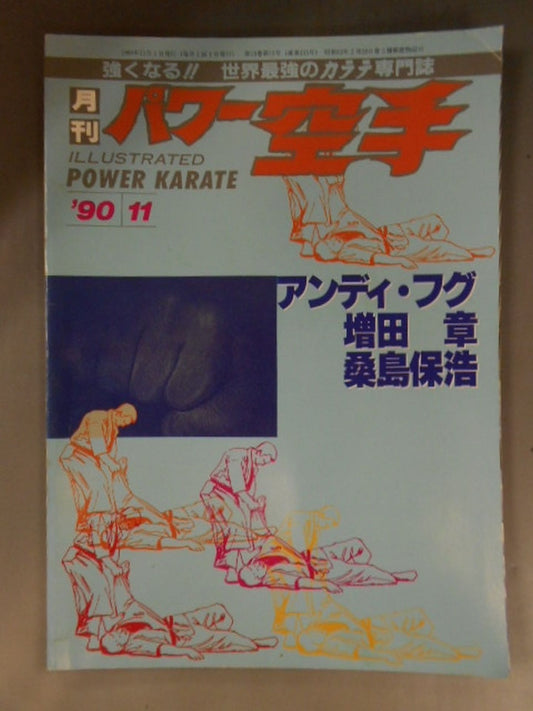 強くなる!! 世界最強のカラテ専門誌
月刊 パワー空手
ILLUSTRATED
POWER KARATE
'90 11
アンディ・フグ
増田 章
桑島保浩